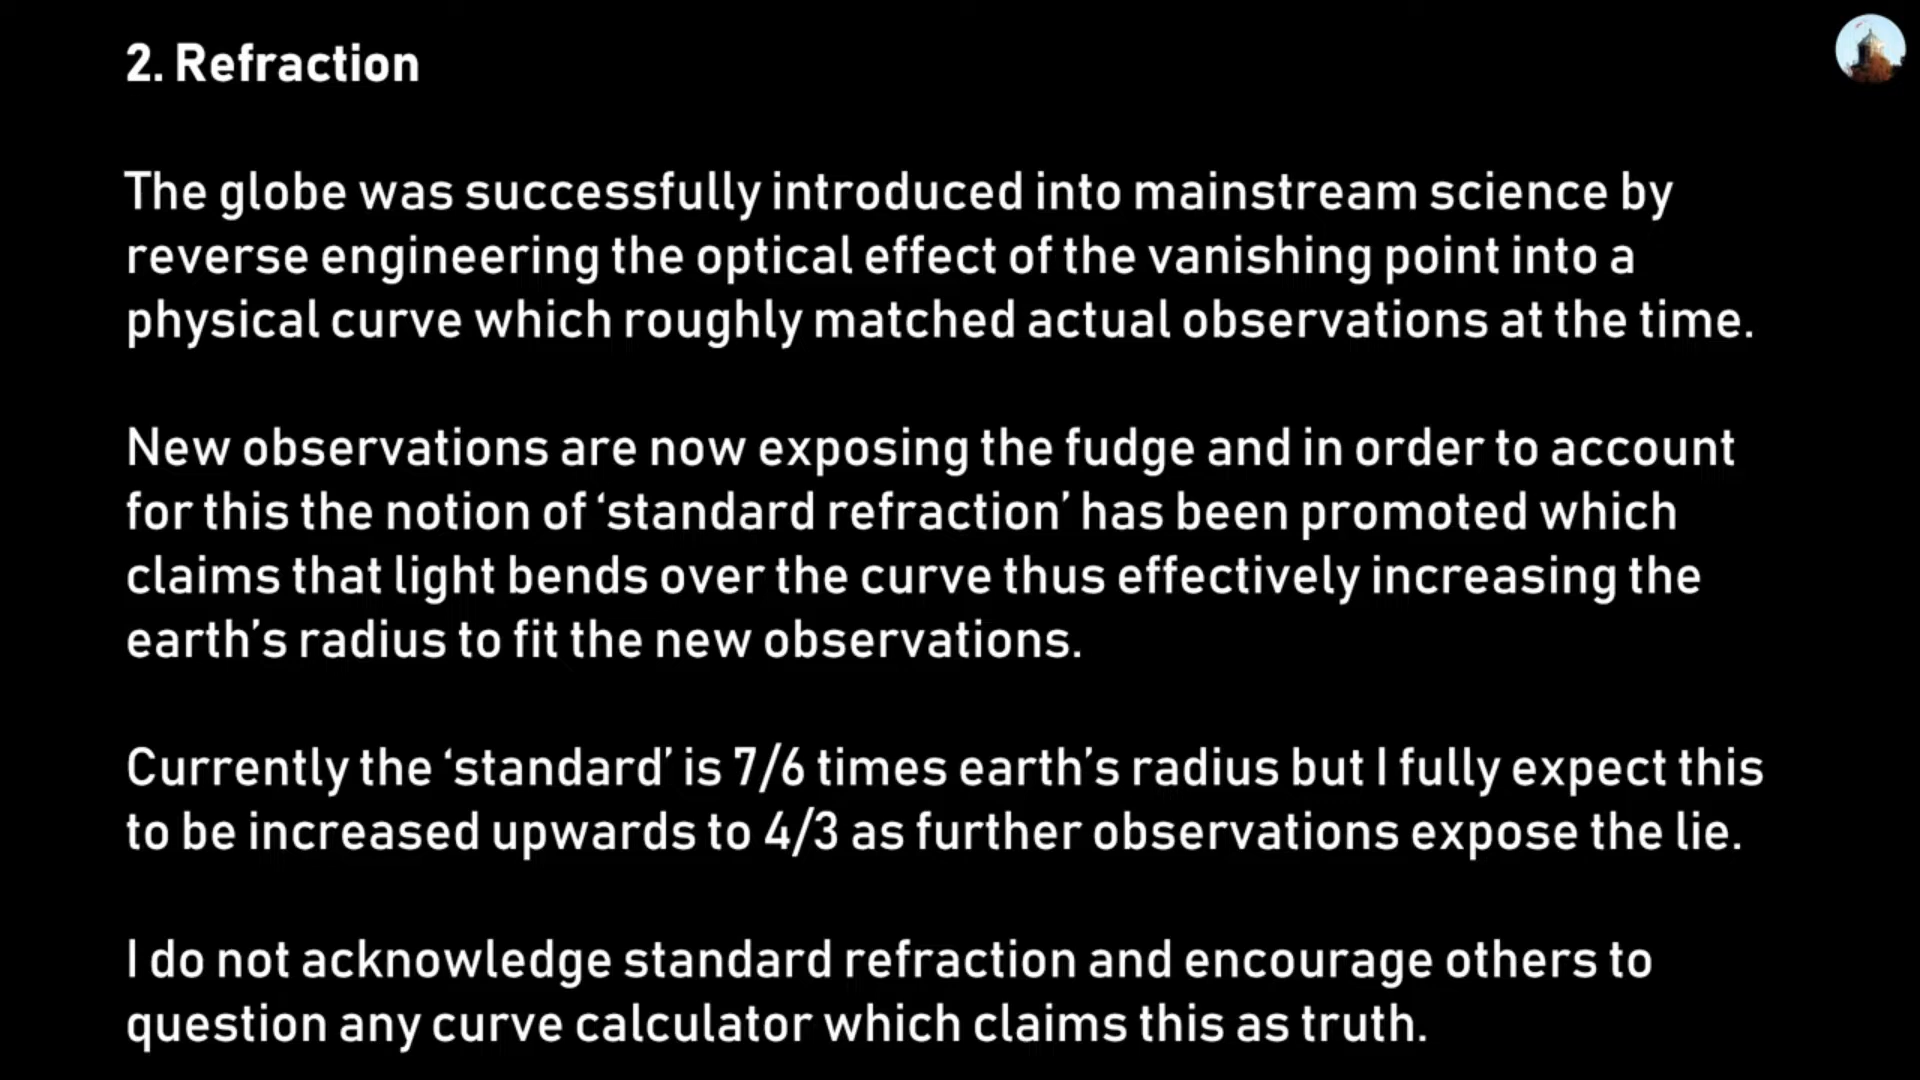 2. Refraction
The globe was successfully introduced into mainstream science by
reverse engineering the optical effect of the vanishing point into a
physical curve which roughly matched actual observations at the time.
New observations are now exposing the fudge and in order to account
for this the notion of ‘standard refraction’ has been promoted which
claims that light bends over the curve thus effectively increasing the
earth’s radius to fit the new observations.
Currently the ‘standard’ is 7/6 times earth’s radius but I fully expect this
to be increased upwards to 4/3 as further observations expose the lie.
I do not acknowledge standard refraction and encourage others to
question any curve calculator which claims this as truth.